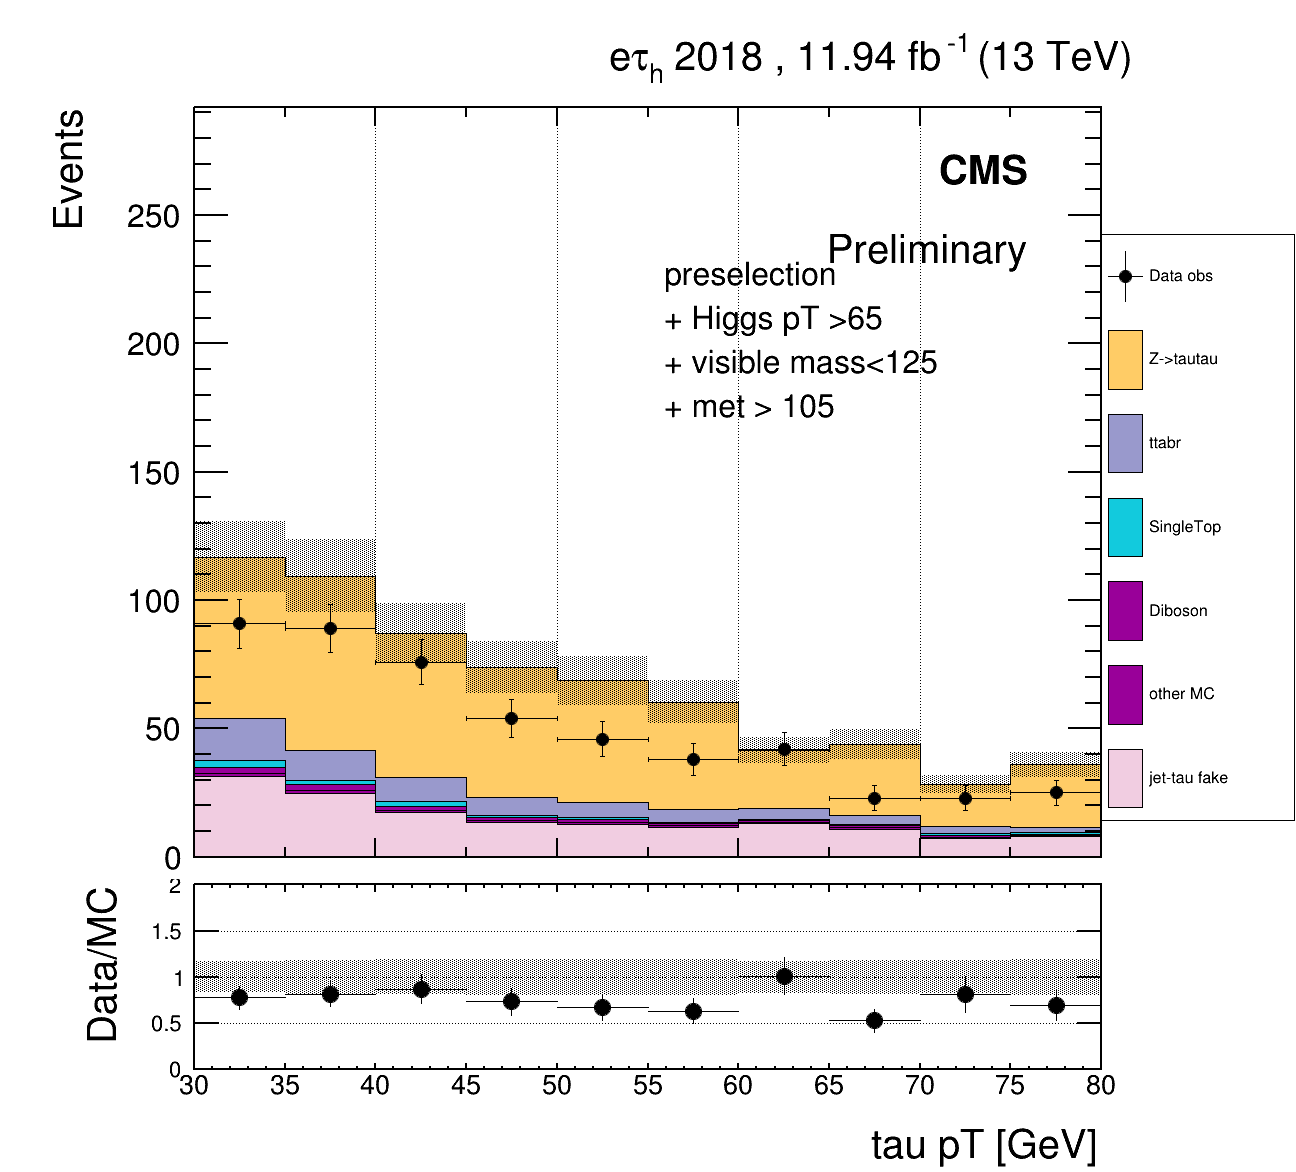 eτh 2018 , 11.94 fb-1 (13 TeV)
Events
250
200
150
100
50
0
CMS
Preliminary
preselection
+ Higgs pT >65
+ visible mass<125
+ met > 105
Data obs
Z->tautau
ttabr
SingleTop
Diboson
other MC
jet-tau fake
Data/MC
2
1.5
1
0.5
0
30 35 40 45 50 55 60 65 70 75 80
tau pT [GeV]